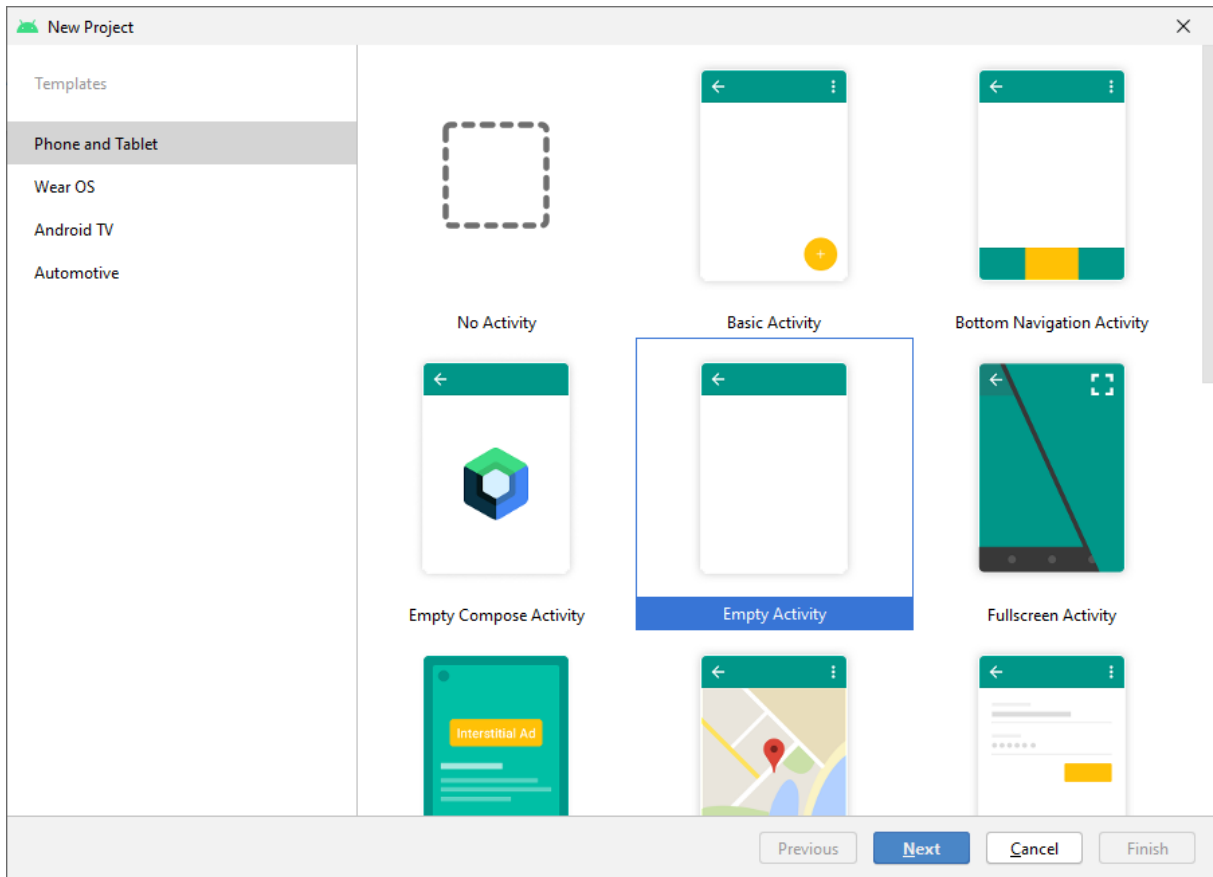 New Project
Templates
Phone and Tablet
Wear OS
Android TV
Automotive
No Activity
Basic Activity
Bottom Navigation Activity
Empty Compose Activity
Empty Activity
Fullscreen Activity
Interstitial Ad
Previous
Next
Cancel
Finish